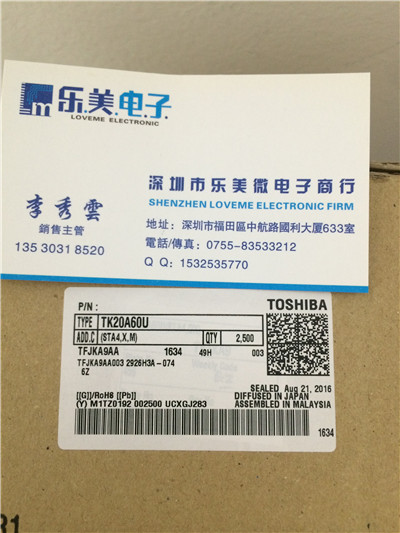 乐.美.电.子
LOVEME ELECTRONIC
深圳市乐美微电子商行
SHENZHEN LOVEME ELECTRONIC FIRM
李秀雲
銷售主管
13530318520
地址：深圳市福田區中航路國利大厦633室
電話/傳真：0755-83533212
Q Q：1532535770
P/N :
TOSHIBA
TYPE TK20A60U
ADD.C (STA4,X,M) QTY 2,500
TFJKA9AA 1634 49H 003
TFJKA9AA003 2926H3A-074
6Z
SEALED Aug 21, 2016
[[G]]/RoHS [[Pb]] DIFFUSED IN JAPAN
(Y) M1TZ0192 002500 UCXGJ283 ASSEMBLED IN MALAYSIA
1634